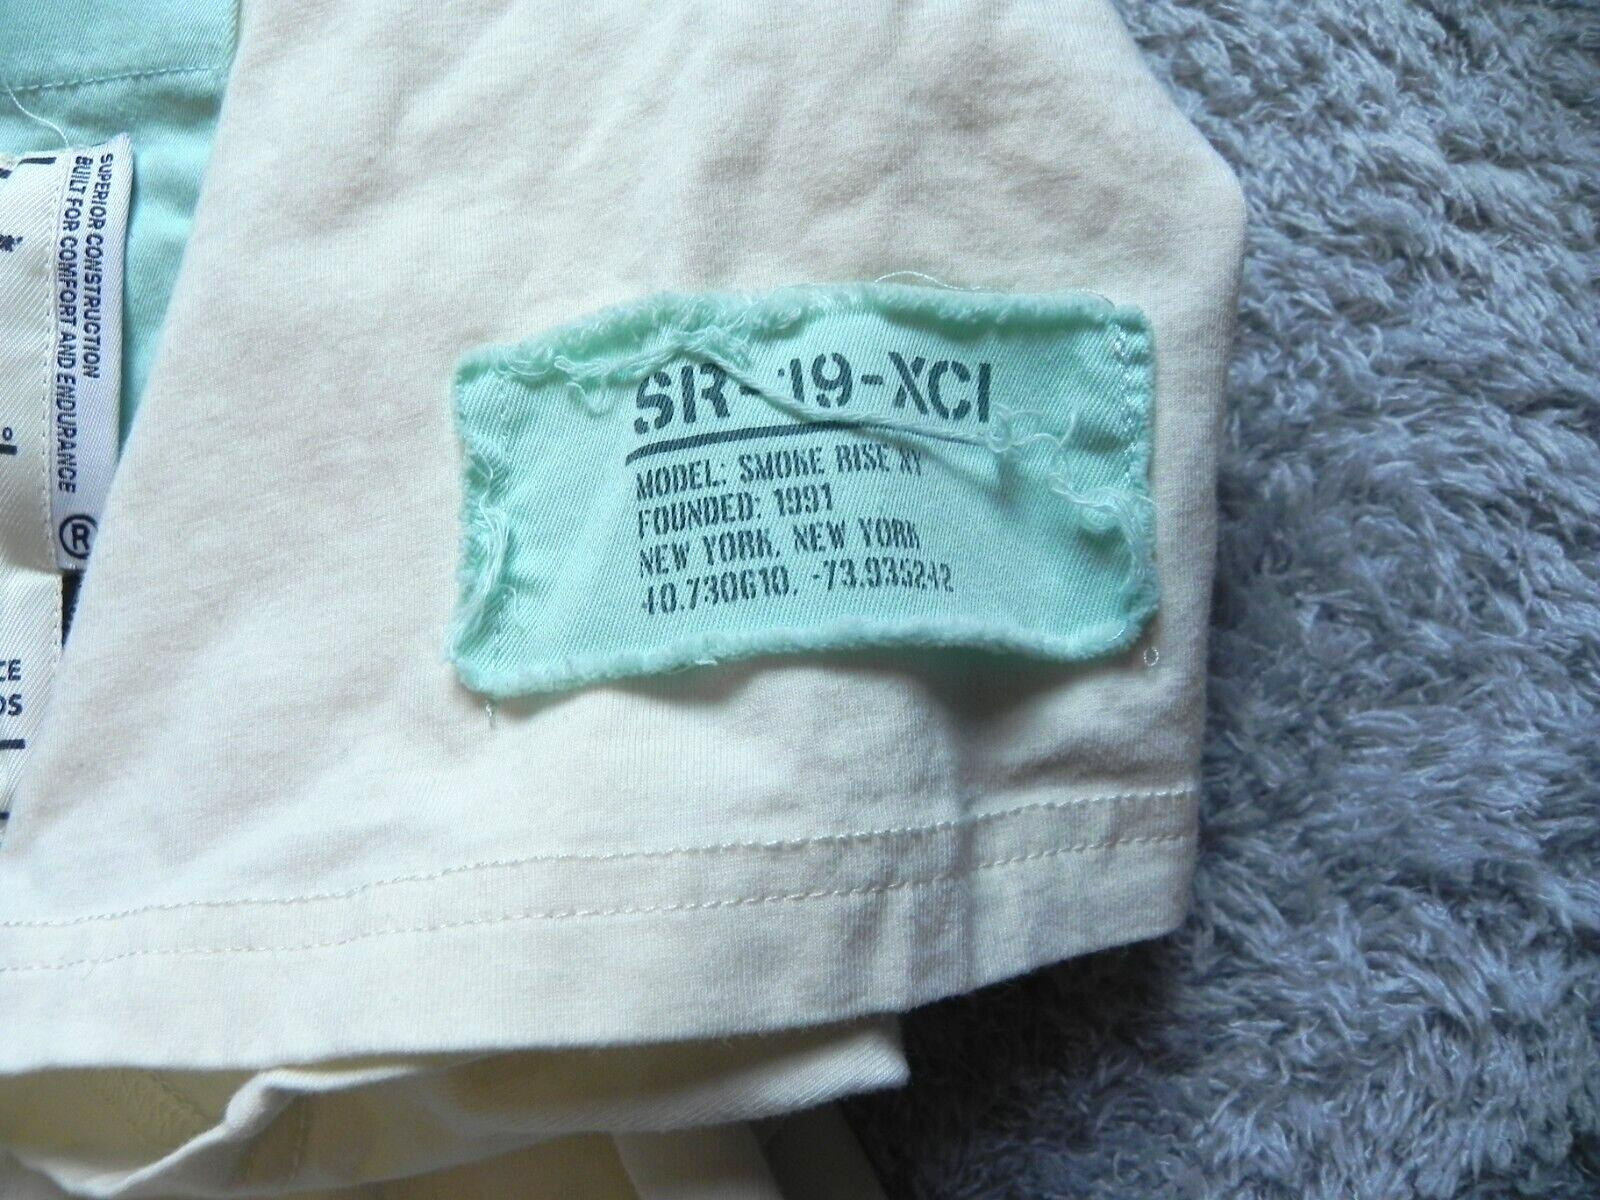 SR-19-XCI
MODEL: SMOKE RISE NY
FOUNDED: 1991
NEW YORK, NEW YORK
40.730610, -73.935242
SUPERIOR CONSTRUCTION
BUILT FOR COMFORT AND ENDURANCE
®